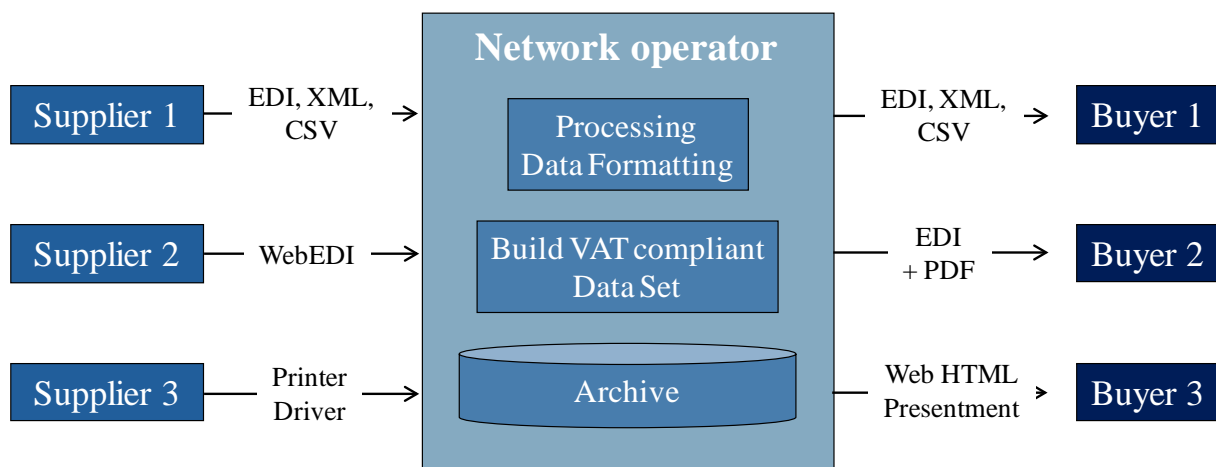 Network operator
Supplier 1
EDI, XML,
CSV
Processing
Data Formatting
EDI, XML,
CSV
Buyer 1
Supplier 2
WebEDI
Build VAT compliant
Data Set
EDI
+ PDF
Buyer 2
Supplier 3
Printer
Driver
Archive
Web HTML
Presentment
Buyer 3